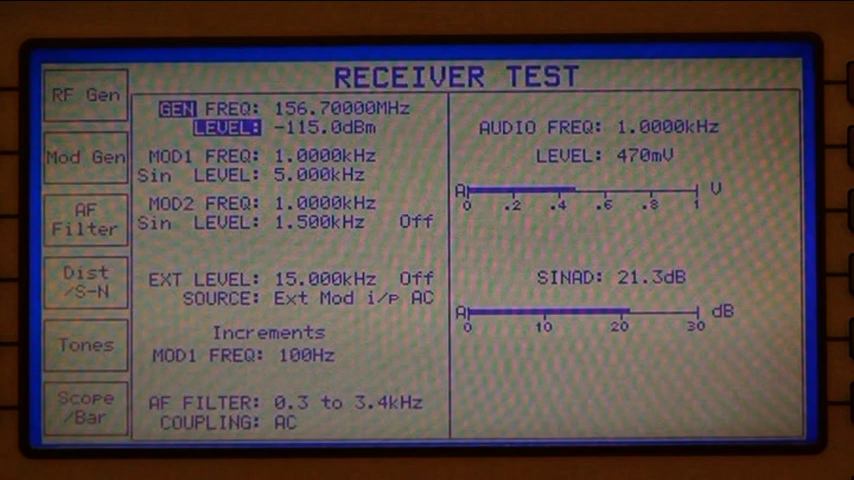 RECEIVER TEST
RF Gen
Mod Gen
AF
Filter
Dist
/S-N
Tones
Scope
/Bar
GEN FREQ: 156.70000MHz
LEVEL: -115.0dBm
MOD1 FREQ: 1.0000kHz
Sin LEVEL: 5.000kHz
MOD2 FREQ: 1.0000kHz
Sin LEVEL: 1.500kHz Off
EXT LEVEL: 15.000kHz Off
SOURCE: Ext Mod i/p AC
Increments
MOD1 FREQ: 100Hz
AF FILTER: 0.3 to 3.4kHz
COUPLING: AC
AUDIO FREQ: 1.0000kHz
LEVEL: 470mV
A V
0 .2 .4 .6 .8 1
SINAD: 21.3dB
A dB
0 10 20 30